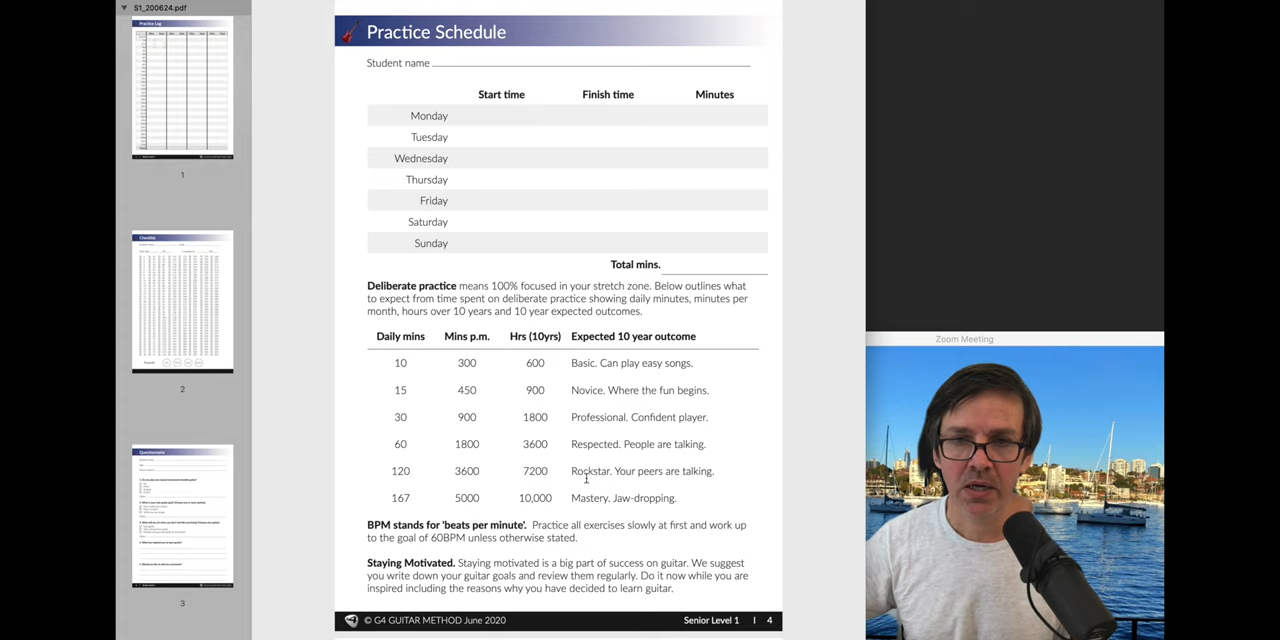 S1_200624.pdf
Practice Log
1
Checklist
2
Questionnaire
3
Practice Schedule
Student name
Start time Finish time Minutes
Monday
Tuesday
Wednesday
Thursday
Friday
Saturday
Sunday
Total mins.
Deliberate practice means 100% focused in your stretch zone. Below outlines what
to expect from time spent on deliberate practice showing daily minutes, minutes per
month, hours over 10 years and 10 year expected outcomes.
Daily mins Mins p.m. Hrs (10yrs) Expected 10 year outcome
10 300 600 Basic. Can play easy songs.
15 450 900 Novice. Where the fun begins.
30 900 1800 Professional. Confident player.
60 1800 3600 Respected. People are talking.
120 3600 7200 Rockstar. Your peers are talking.
167 5000 10,000 Mastery. Jaw-dropping.
BPM stands for 'beats per minute'. Practice all exercises slowly at first and work up
to the goal of 60BPM unless otherwise stated.
Staying Motivated. Staying motivated is a big part of success on guitar. We suggest
you write down your guitar goals and review them regularly. Do it now while you are
inspired including the reasons why you have decided to learn guitar.
© G4 GUITAR METHOD June 2020 Senior Level 1 | 4
Zoom Meeting